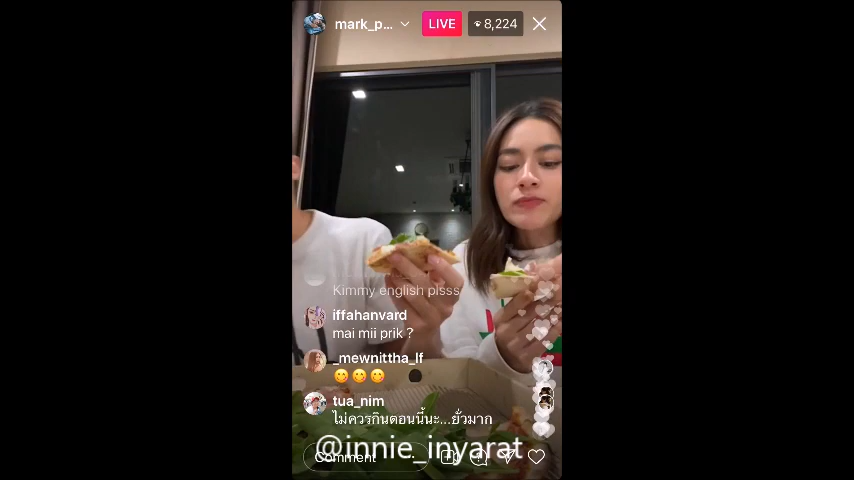 mark_p...
LIVE
8,224
Kimmy english plsss
iffahanvard
mai mii prik ?
_mewnittha_lf
😋😋😋
tua_nim
ไม่ควรกินตอนนี้นะ...ยั่วมาก
@innie_inyarat
Comment